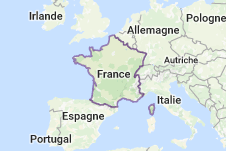 Irlande
Pologne
Allemagne
France
Autriche
Italie
Espagne
Portugal